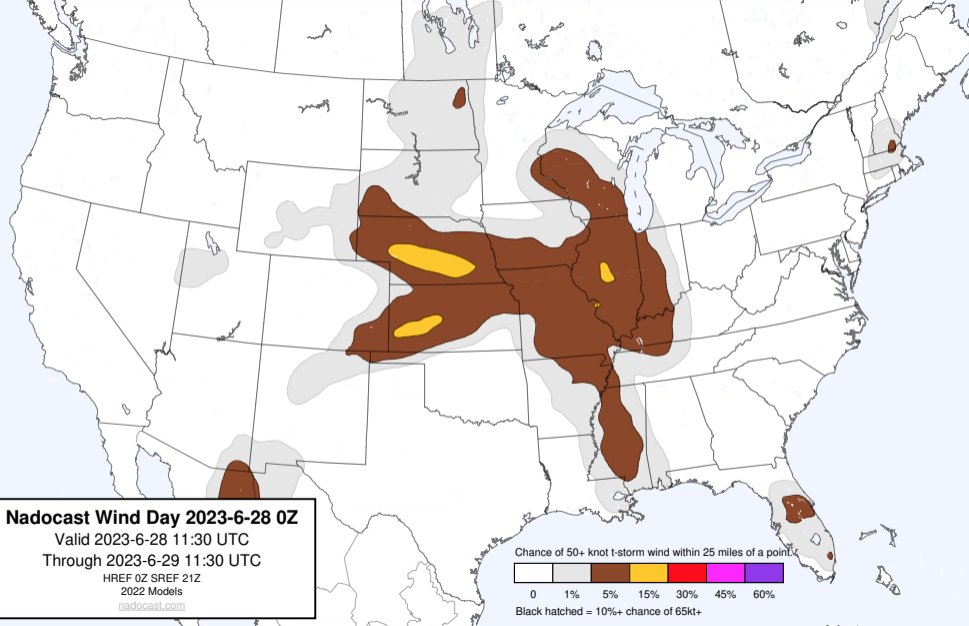 Nadocast Wind Day 2023-6-28 0Z
Valid 2023-6-28 11:30 UTC
Through 2023-6-29 11:30 UTC
HREF 0Z SREF 21Z
2022 Models
nadocast.com
Chance of 50+ knot t-storm wind within 25 miles of a point.
0 1% 5% 15% 30% 45% 60%
Black hatched = 10%+ chance of 65kt+